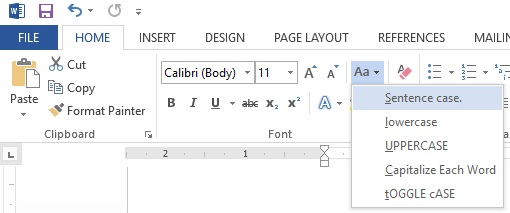 FILE HOME INSERT DESIGN PAGE LAYOUT REFERENCES MAILIN
Cut
Copy
Format Painter
Paste
Clipboard
Calibri (Body) 11 A A Aa
B I U abc x₂ x² A
Font
Sentence case.
lowercase
UPPERCASE
Capitalize Each Word
tOGGLE cASE
L 2 1